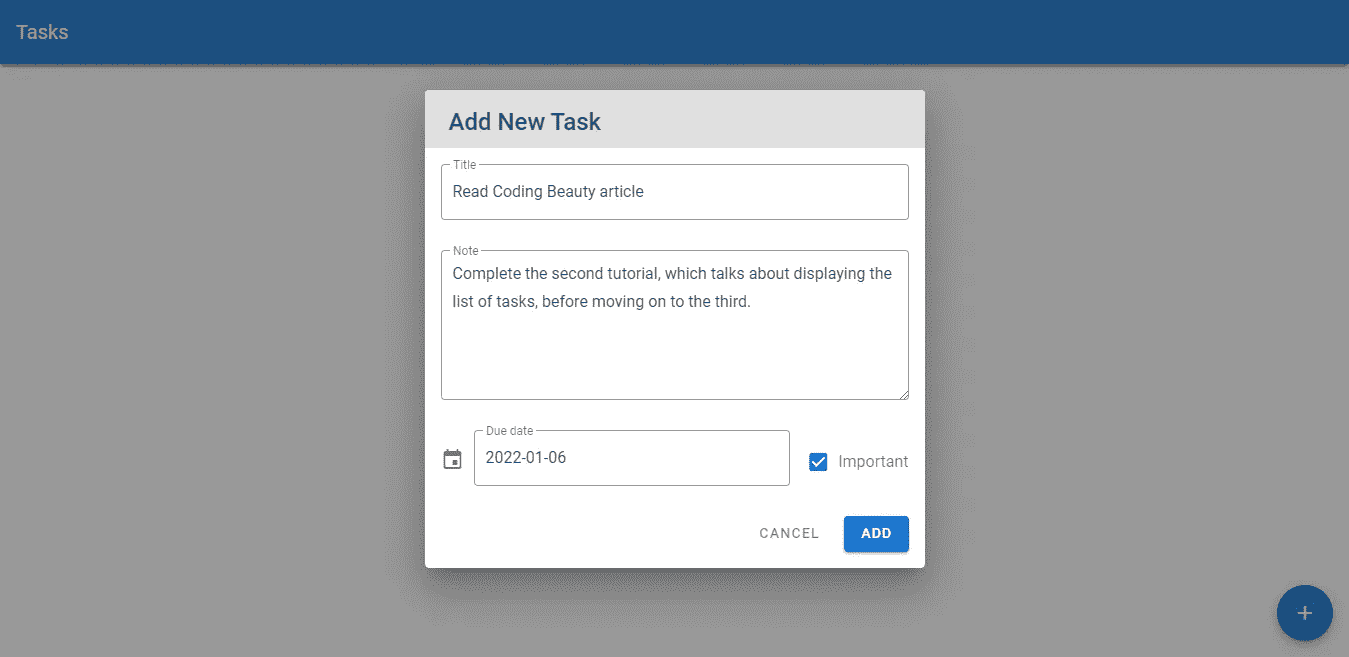 Tasks
Add New Task
Title
Read Coding Beauty article
Note
Complete the second tutorial, which talks about displaying the
list of tasks, before moving on to the third.
Due date
2022-01-06
Important
CANCEL
ADD
+